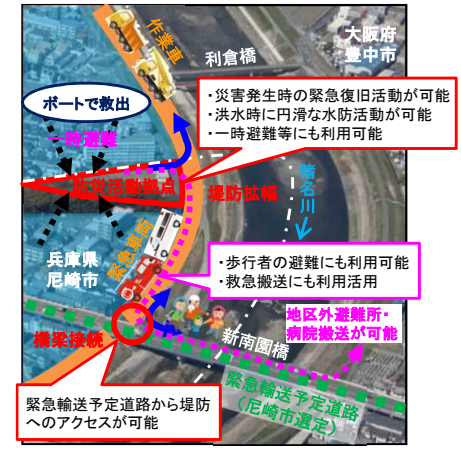 作業車
利倉橋
大阪府
豊中市
ボートで救出
一時避難
・災害発生時の緊急復旧活動が可能
・洪水時に円滑な水防活動が可能
・一時避難等にも利用可能
防災活動拠点
堤防拡幅
猪名川
緊急車両
兵庫県
尼崎市
・歩行者の避難にも利用可能
・救急搬送にも利用活用
地区外避難所・
病院搬送が可能
橋梁接続
新南園橋
緊急輸送予定道路
(尼崎市選定)
緊急輸送予定道路から堤防
へのアクセスが可能